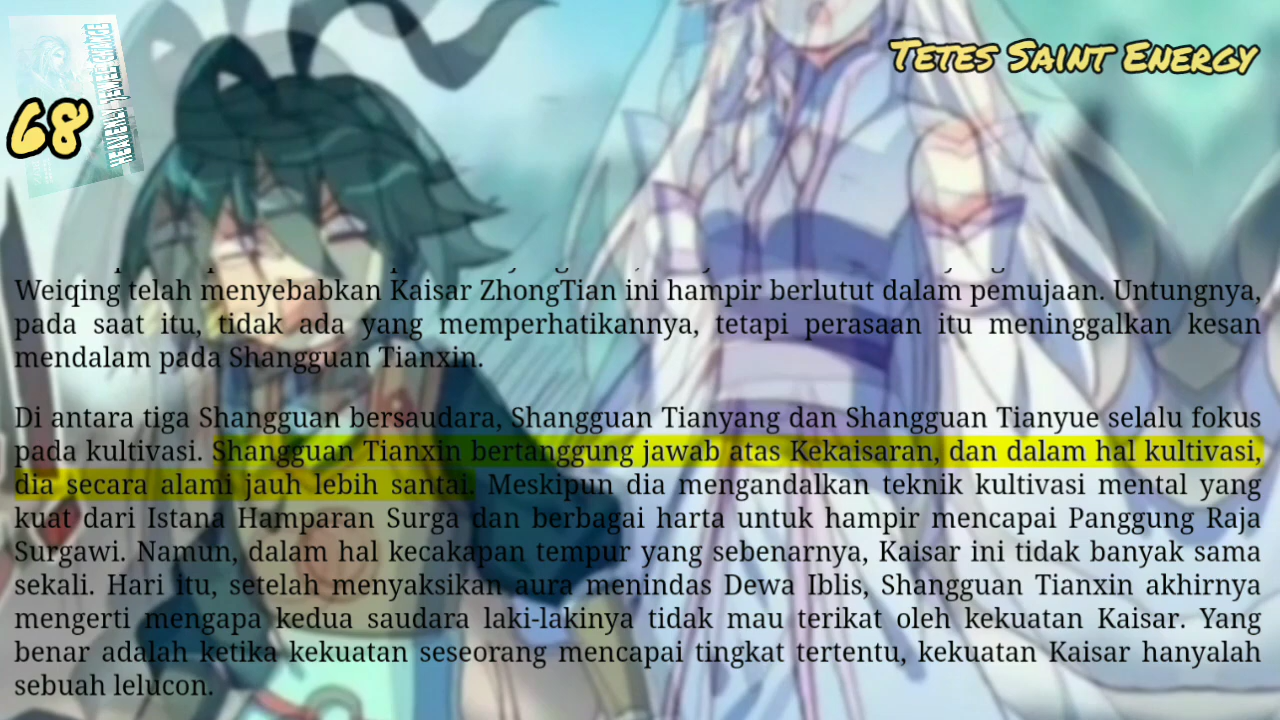 HEAVENLY JEWEL CHANGE
68
TETES SAINT ENERGY
Weiqing telah menyebabkan Kaisar ZhongTian ini hampir berlutut dalam pemujaan. Untungnya,
pada saat itu, tidak ada yang memperhatikannya, tetapi perasaan itu meninggalkan kesan
mendalam pada Shangguan Tianxin.
Di antara tiga Shangguan bersaudara, Shangguan Tianyang dan Shangguan Tianyue selalu fokus
pada kultivasi. Shangguan Tianxin bertanggung jawab atas Kekaisaran, dan dalam hal kultivasi,
dia secara alami jauh lebih santai. Meskipun dia mengandalkan teknik kultivasi mental yang
kuat dari Istana Hamparan Surga dan berbagai harta untuk hampir mencapai Panggung Raja
Surgawi. Namun, dalam hal kecakapan tempur yang sebenarnya, Kaisar ini tidak banyak sama
sekali. Hari itu, setelah menyaksikan aura menindas Dewa Iblis, Shangguan Tianxin akhirnya
mengerti mengapa kedua saudara laki-lakinya tidak mau terikat oleh kekuatan Kaisar. Yang
benar adalah ketika kekuatan seseorang mencapai tingkat tertentu, kekuatan Kaisar hanyalah
sebuah lelucon.